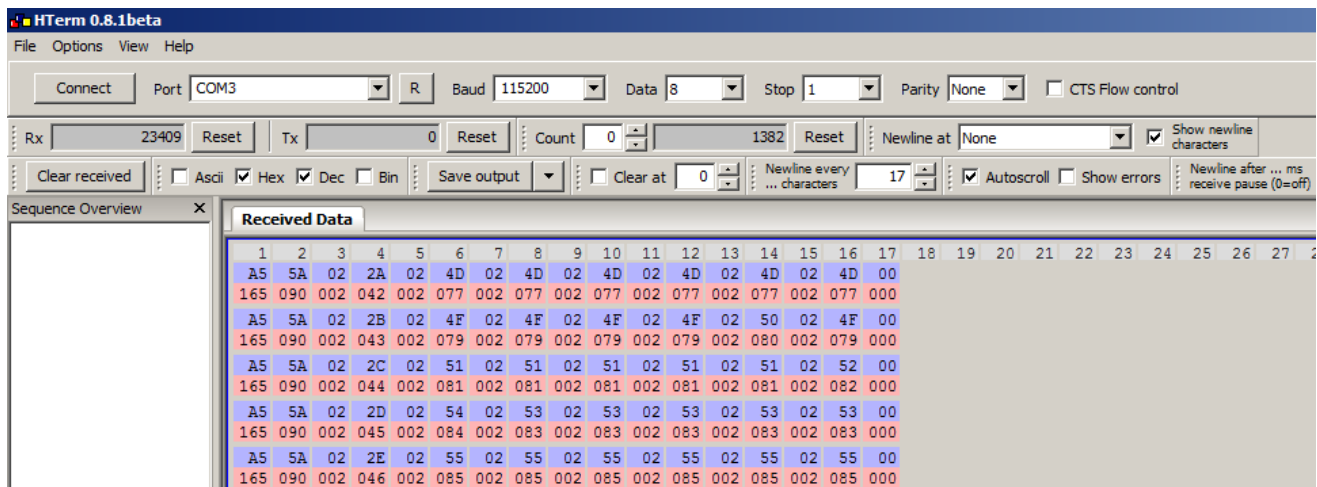 HTerm 0.8.1beta
File Options View Help
Connect Port COM3 R Baud 115200 Data 8 Stop 1 Parity None CTS Flow control
Rx 23409 Reset Tx 0 Reset Count 0 1382 Reset Newline at None Show newline characters
Clear received Ascii Hex Dec Bin Save output Clear at 0 Newline every ... characters 17 Autoscroll Show errors Newline after ... ms receive pause (0=off)
Sequence Overview X Received Data
1 2 3 4 5 6 7 8 9 10 11 12 13 14 15 16 17 18 19 20 21 22 23 24 25 26 27 2
A5 5A 02 2A 02 4D 02 4D 02 4D 02 4D 02 4D 02 4D 00
165 090 002 042 002 077 002 077 002 077 002 077 002 077 002 077 000
A5 5A 02 2B 02 4F 02 4F 02 4F 02 4F 02 50 02 4F 00
165 090 002 043 002 079 002 079 002 079 002 079 002 080 002 079 000
A5 5A 02 2C 02 51 02 51 02 51 02 51 02 51 02 52 00
165 090 002 044 002 081 002 081 002 081 002 081 002 081 002 082 000
A5 5A 02 2D 02 54 02 53 02 53 02 53 02 53 02 53 00
165 090 002 045 002 084 002 083 002 083 002 083 002 083 002 083 000
A5 5A 02 2E 02 55 02 55 02 55 02 55 02 55 02 55 00
165 090 002 046 002 085 002 085 002 085 002 085 002 085 002 085 000